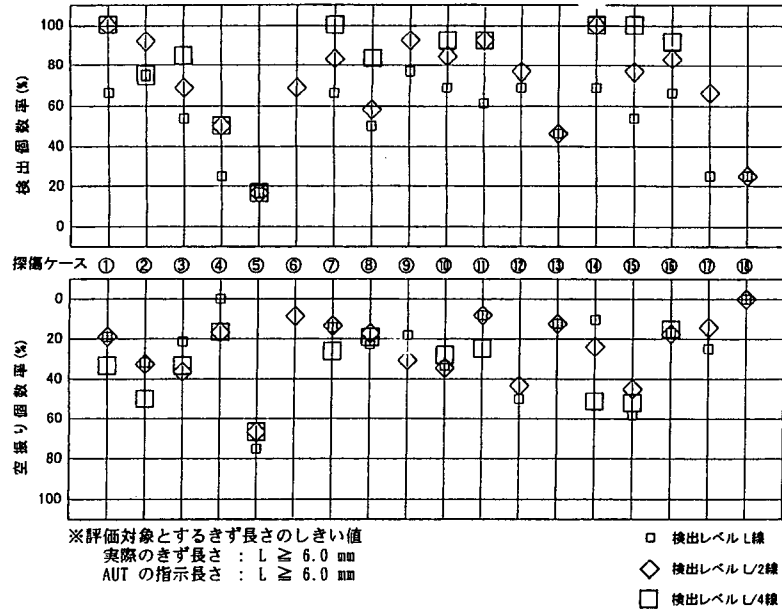 検出個数率(%)
100
80
60
40
20
0
探傷ケース ① ② ③ ④ ⑤ ⑥ ⑦ ⑧ ⑨ ⑩ ⑪ ⑫ ⑬ ⑭ ⑮ ⑯ ⑰ ⑱
空振り個数率(%)
0
20
40
60
80
100
※評価対象とするきず長さのしきい値
実際のきず長さ : L ≧ 6.0 mm
AUT の指示長さ : L ≧ 6.0 mm
検出レベル L線
検出レベル L/2線
検出レベル L/4線